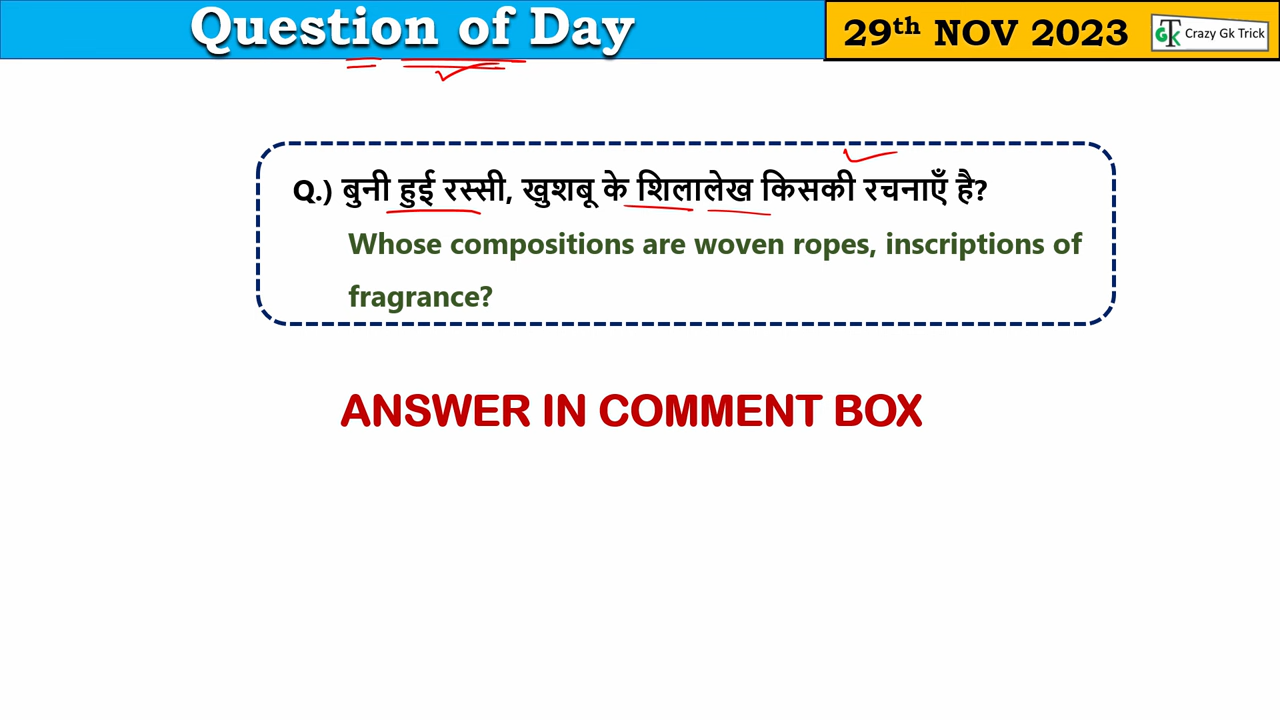 Question of Day
29th NOV 2023
GTK Crazy Gk Trick
Q.) बुनी हुई रस्सी, खुशबू के शिलालेख किसकी रचनाएँ है?
Whose compositions are woven ropes, inscriptions of
fragrance?
ANSWER IN COMMENT BOX